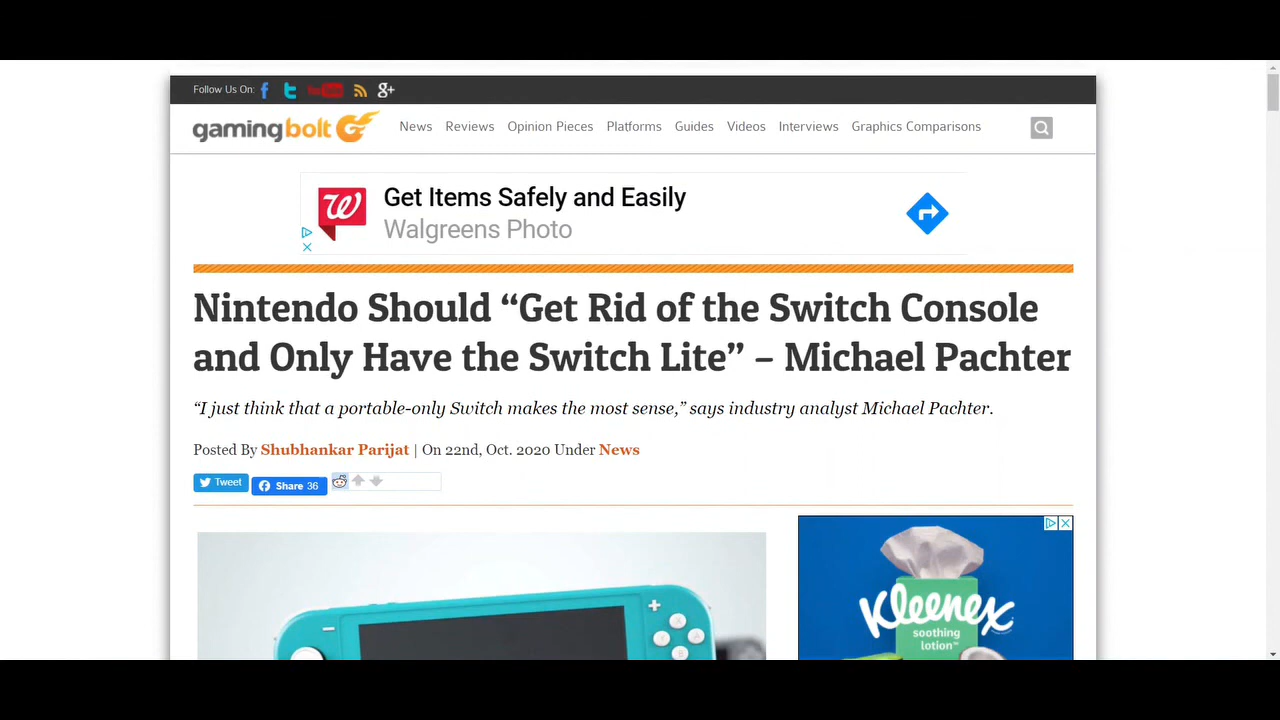 Follow Us On:
You Tube
g+
gamingbolt
News Reviews Opinion Pieces Platforms Guides Videos Interviews Graphics Comparisons
Get Items Safely and Easily
Walgreens Photo
Nintendo Should “Get Rid of the Switch Console
and Only Have the Switch Lite” – Michael Pachter
“I just think that a portable-only Switch makes the most sense,” says industry analyst Michael Pachter.
Posted By Shubhankar Parijat | On 22nd, Oct. 2020 Under News
Tweet
Share 36
X
Y
A
B
Kleenex
soothing
lotion™